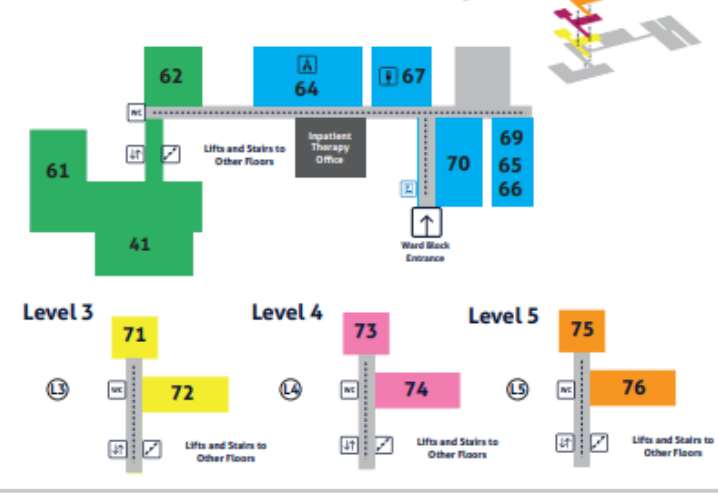 62
64
67
WC
Inpatient
Therapy
Office
Lifts and Stairs to
Other Floors
61
41
70
69
65
66
Ward Block
Entrance
Level 3
71
L3
WC
72
Lifts and Stairs to
Other Floors
Level 4
73
L4
WC
74
Lifts and Stairs to
Other Floors
Level 5
75
L5
WC
76
Lifts and Stairs to
Other Floors